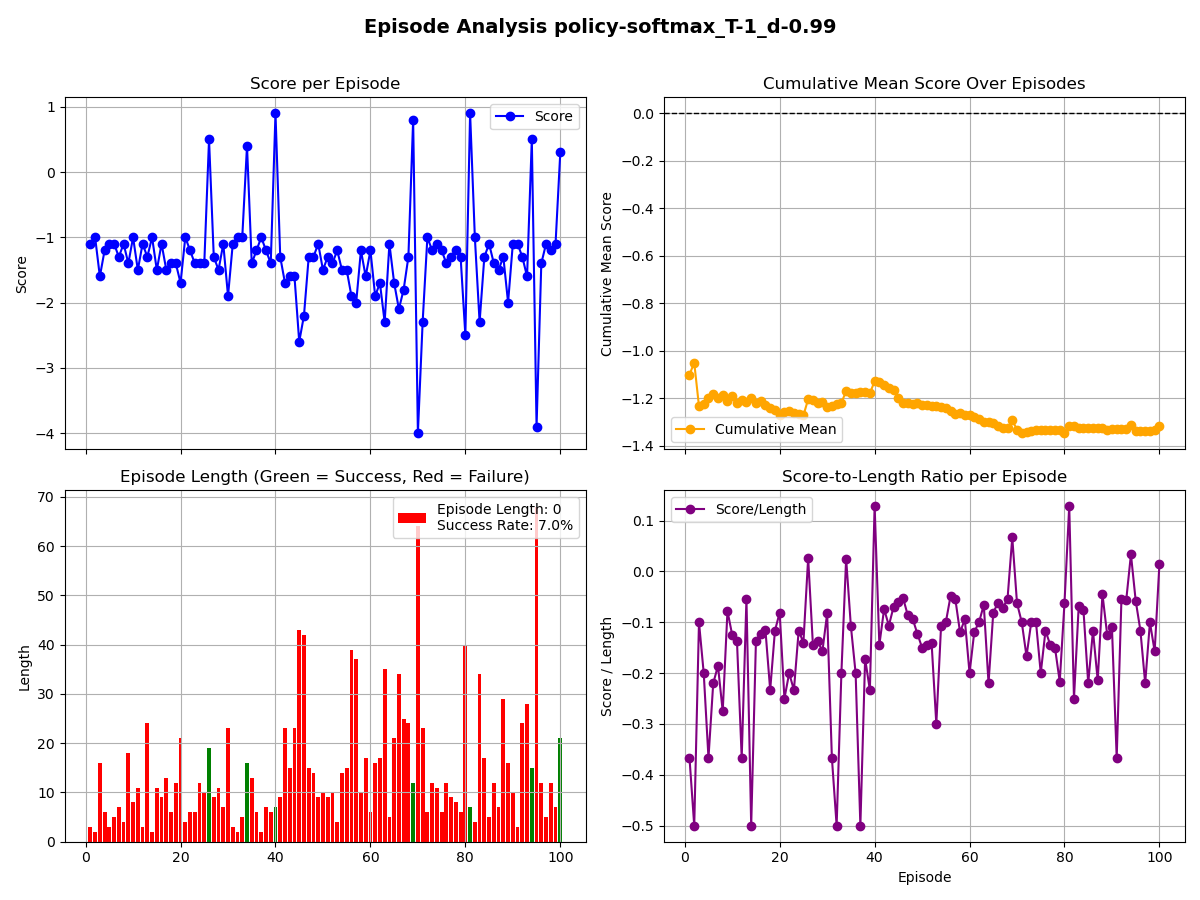 Episode Analysis policy-softmax_T-1_d-0.99
Score per Episode
Score
1
0
−1
−2
−3
−4
Score
Cumulative Mean Score Over Episodes
Cumulative Mean Score
0.0
−0.2
−0.4
−0.6
−0.8
−1.0
−1.2
−1.4
Cumulative Mean
Episode Length (Green = Success, Red = Failure)
Length
70
60
50
40
30
20
10
0
Episode Length: 0
Success Rate: 7.0%
0 20 40 60 80 100
Score-to-Length Ratio per Episode
Score / Length
0.1
0.0
−0.1
−0.2
−0.3
−0.4
−0.5
Score/Length
0 20 40 60 80 100
Episode